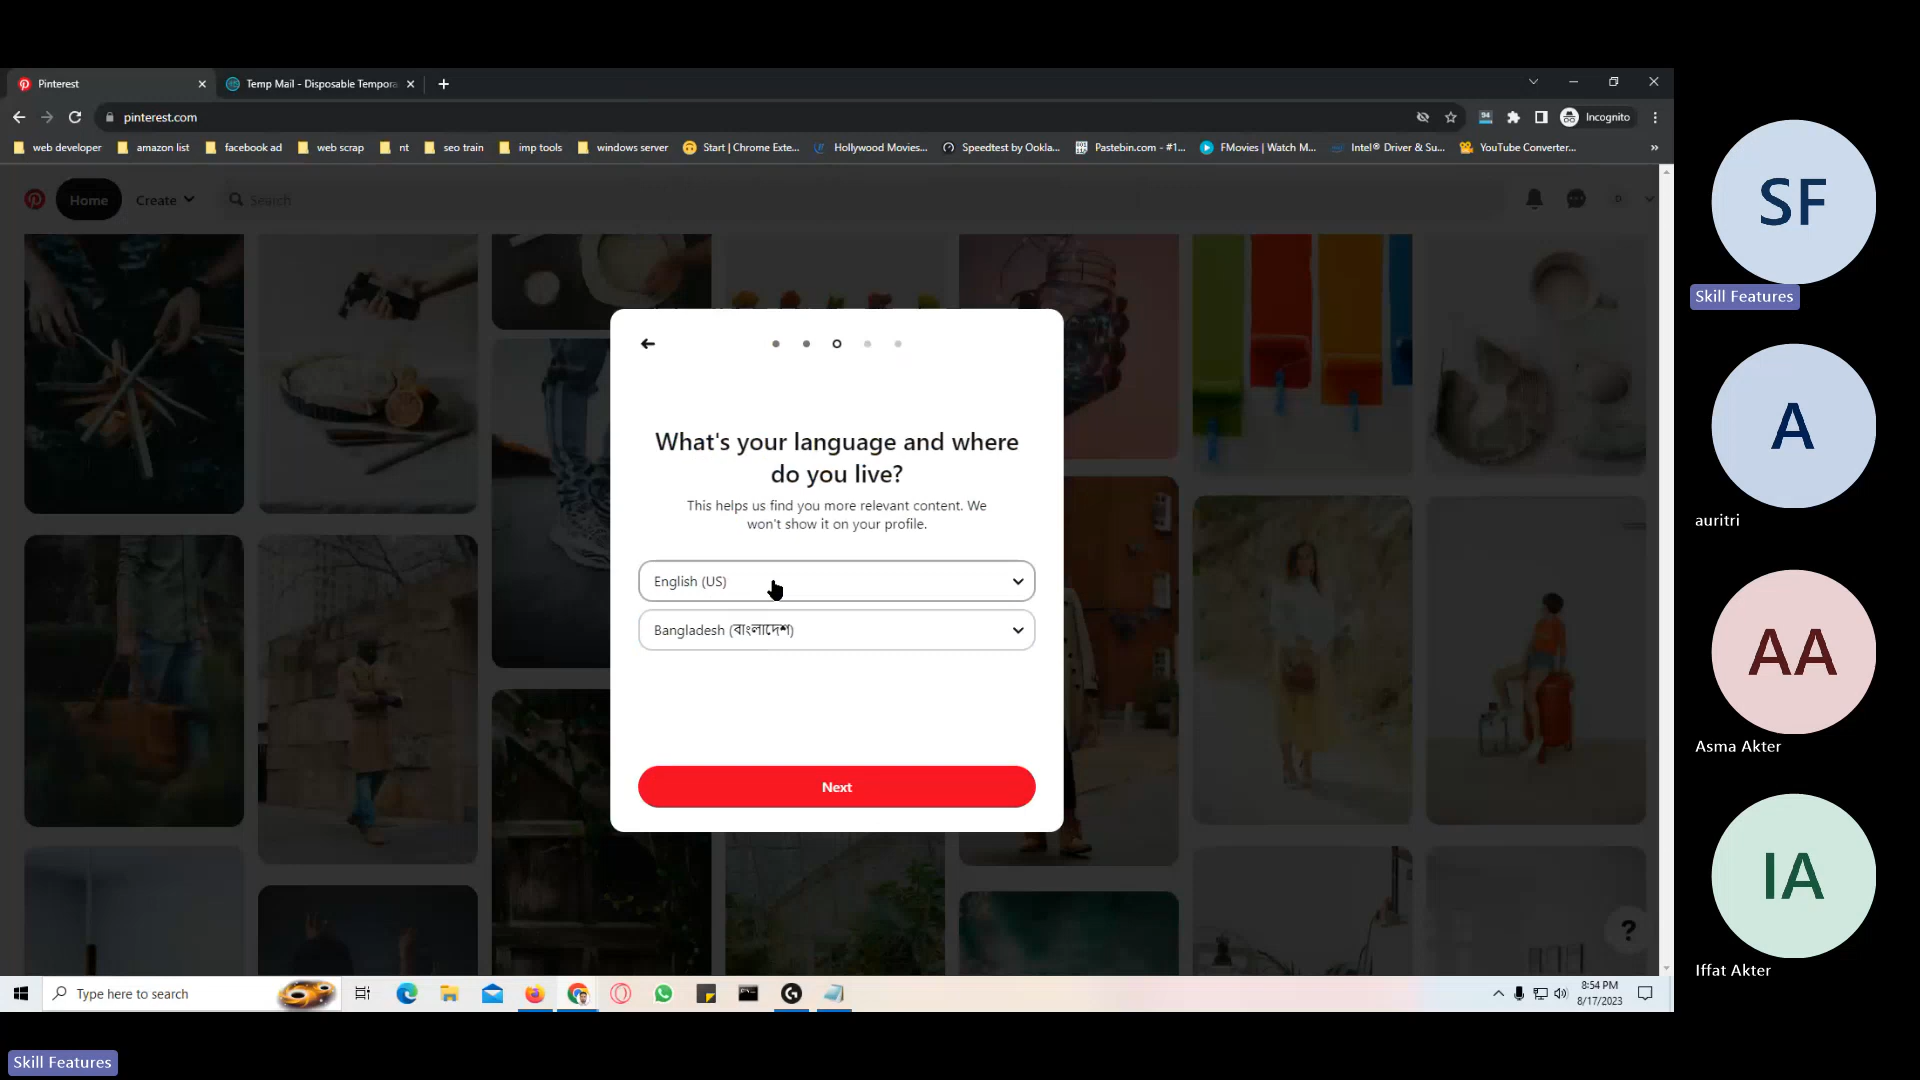 Pinterest
Temp Mail - Disposable Tempora
pinterest.com
94
Incognito
web developer
amazon list
facebook ad
web scrap
nt
seo train
imp tools
windows server
Start | Chrome Exte...
Hollywood Movies...
Speedtest by Ookla...
Pastebin.com - #1...
FMovies | Watch M...
Intel® Driver & Su...
YouTube Converter...
»
Home
Create
Search
D
What's your language and where
do you live?
This helps us find you more relevant content. We
won't show it on your profile.
English (US)
Bangladesh (বাংলাদেশ)
Next
?
Type here to search
8:54 PM
8/17/2023
SF
Skill Features
A
auritri
AA
Asma Akter
IA
Iffat Akter
Skill Features